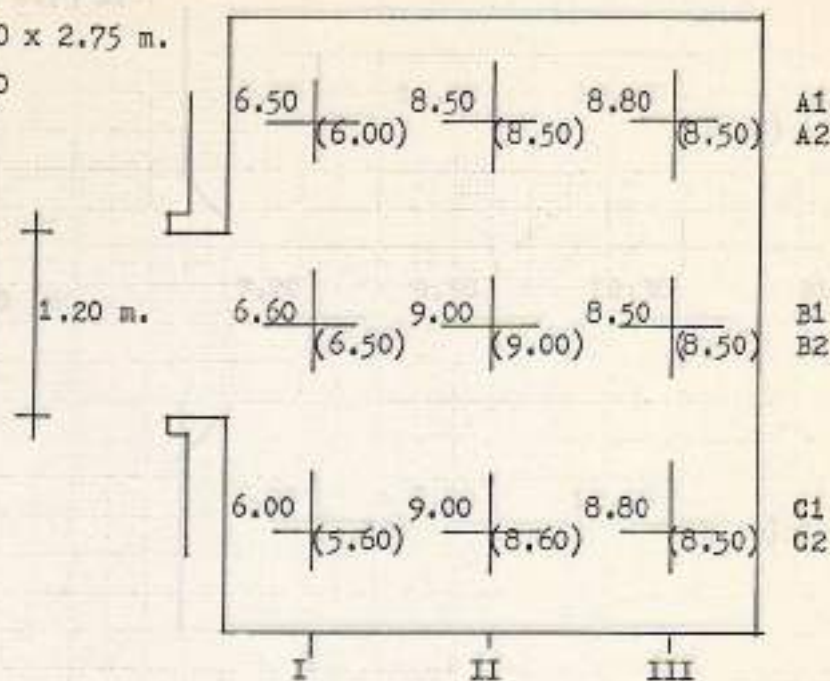 0 x 2.75 m.
0
6.50 8.50 8.80 A1
(6.00) (8.50) (8.50) A2
1.20 m. 6.60 9.00 8.50 B1
(6.50) (9.00) (8.50) B2
6.00 9.00 8.80 C1
(5.60) (8.60) (8.50) C2
I II III